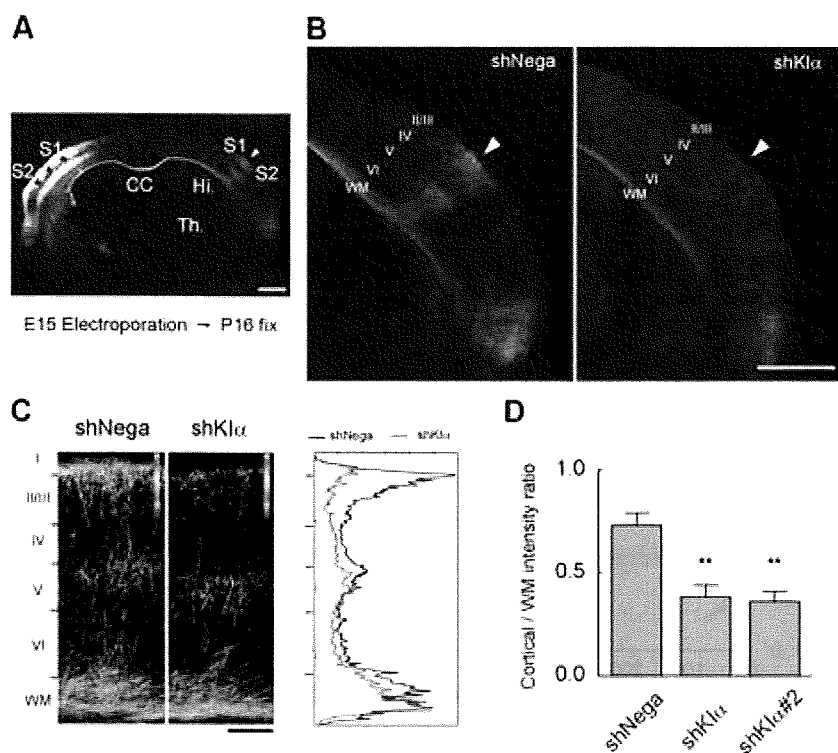 A
S1
S2
S1
S2
CC
Hi.
Th.
E15 Electroporation → P16 fix
B
shNega
II/III
IV
V
VI
WM
shKIα
II/III
IV
V
VI
WM
C
shNega
shKIα
I
II/III
IV
V
VI
WM
shNega
shKIα
D
Cortical / WM intensity ratio
1.0
0.5
0.0
**
**
shNega
shKIα
shKIα#2